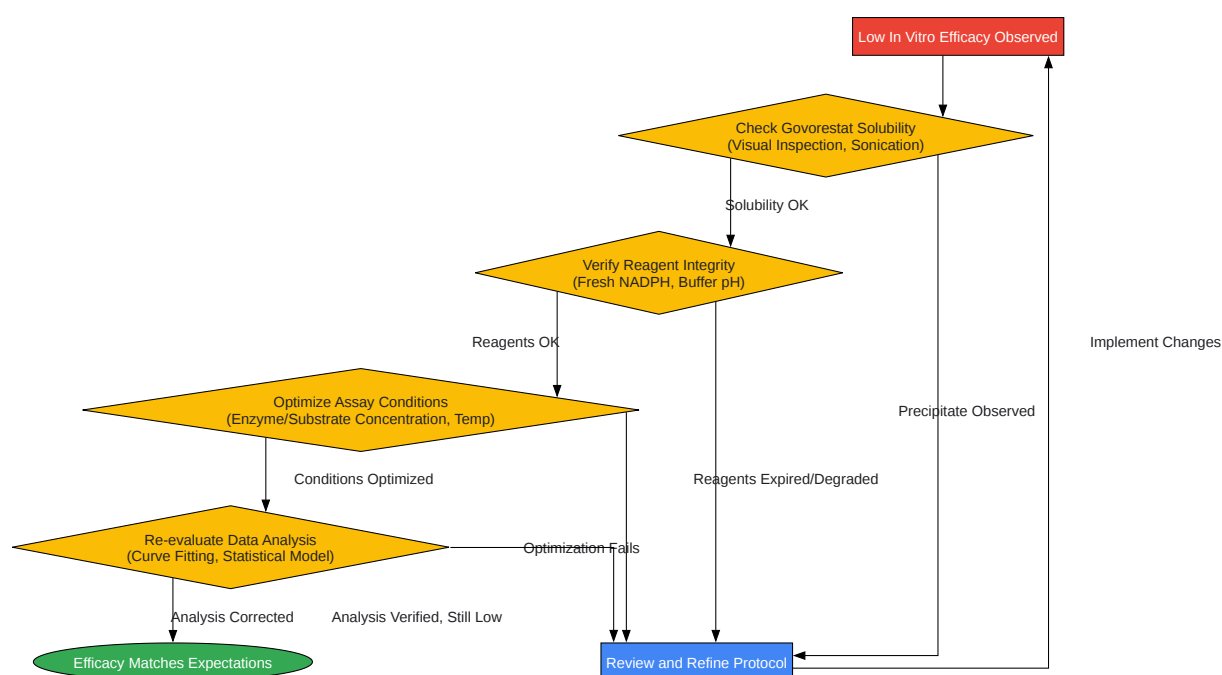 Low In Vitro Efficacy Observed
Check Govorestat Solubility
(Visual Inspection, Sonication)
Solubility OK
Verify Reagent Integrity
(Fresh NADPH, Buffer pH)
Reagents OK
Implement Changes
Optimize Assay Conditions
(Enzyme/Substrate Concentration, Temp)
Precipitate Observed
Conditions Optimized
Reagents Expired/Degraded
Re-evaluate Data Analysis
(Curve Fitting, Statistical Model)
Optimization Fails
Analysis Corrected
Analysis Verified, Still Low
Efficacy Matches Expectations
Review and Refine Protocol